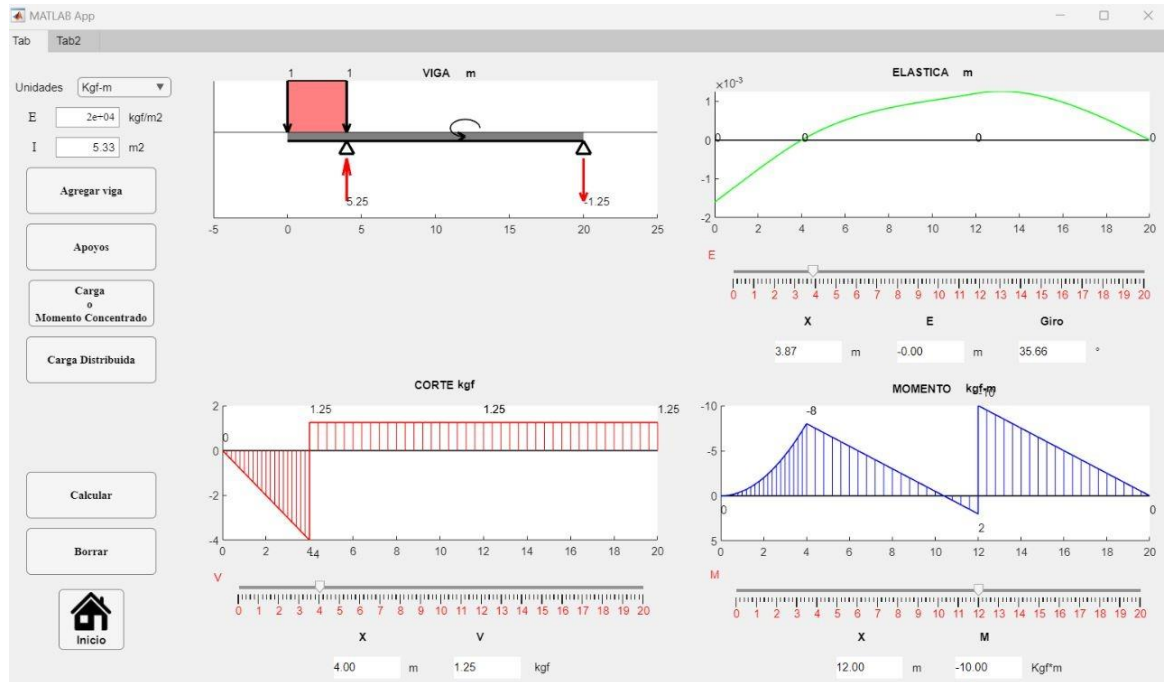 MATLAB App
Tab Tab2
Unidades Kgf-m
E 2e+04 kgf/m2
I 5.33 m2
Agregar viga
Apoyos
Carga
o
Momento Concentrado
Carga Distribuida
Calcular
Borrar
Inicio
VIGA m
1 1
5.25 -1.25
-5 0 5 10 15 20 25
ELASTICA m
×10-3
1
0
-1
-2
0 0 0 0
0 2 4 6 8 10 12 14 16 18 20
E
0 1 2 3 4 5 6 7 8 9 10 11 12 13 14 15 16 17 18 19 20
X E Giro
3.87 m -0.00 m 35.66 °
CORTE kgf
2
0
-2
-4
0 1.25 1.25 1.25
-4
0 2 4 6 8 10 12 14 16 18 20
V
0 1 2 3 4 5 6 7 8 9 10 11 12 13 14 15 16 17 18 19 20
X V
4.00 m 1.25 kgf
MOMENTO kgf-m
-10
-5
0
5
0 -8 -10 2 0
0 2 4 6 8 10 12 14 16 18 20
M
0 1 2 3 4 5 6 7 8 9 10 11 12 13 14 15 16 17 18 19 20
X M
12.00 m -10.00 Kgf*m